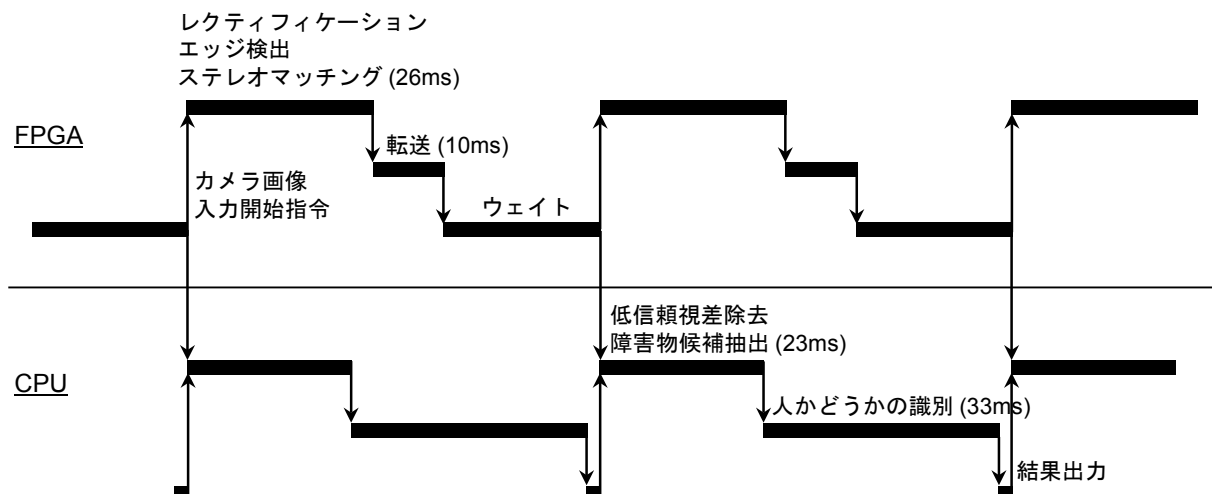 レクティフィケーション
エッジ検出
ステレオマッチング (26ms)
FPGA
転送 (10ms)
カメラ画像
入力開始指令
ウェイト
低信頼視差除去
障害物候補抽出 (23ms)
CPU
人かどうかの識別 (33ms)
結果出力